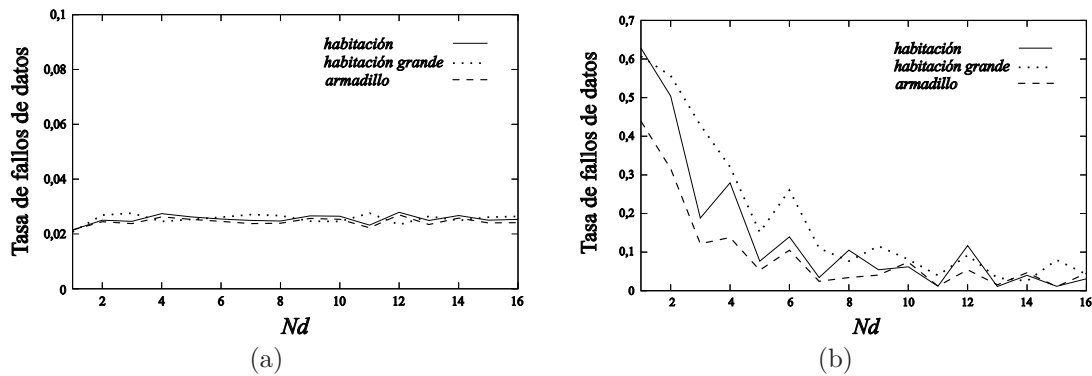 0,1
0,08
0,06
0,04
0,02
0
Tasa de fallos de datos
habitación
habitación grande
armadillo
2 4 6 8 10 12 14 16
Nd
(a)
0,7
0,6
0,5
0,4
0,3
0,2
0,1
0
Tasa de fallos de datos
habitación
habitación grande
armadillo
2 4 6 8 10 12 14 16
Nd
(b)